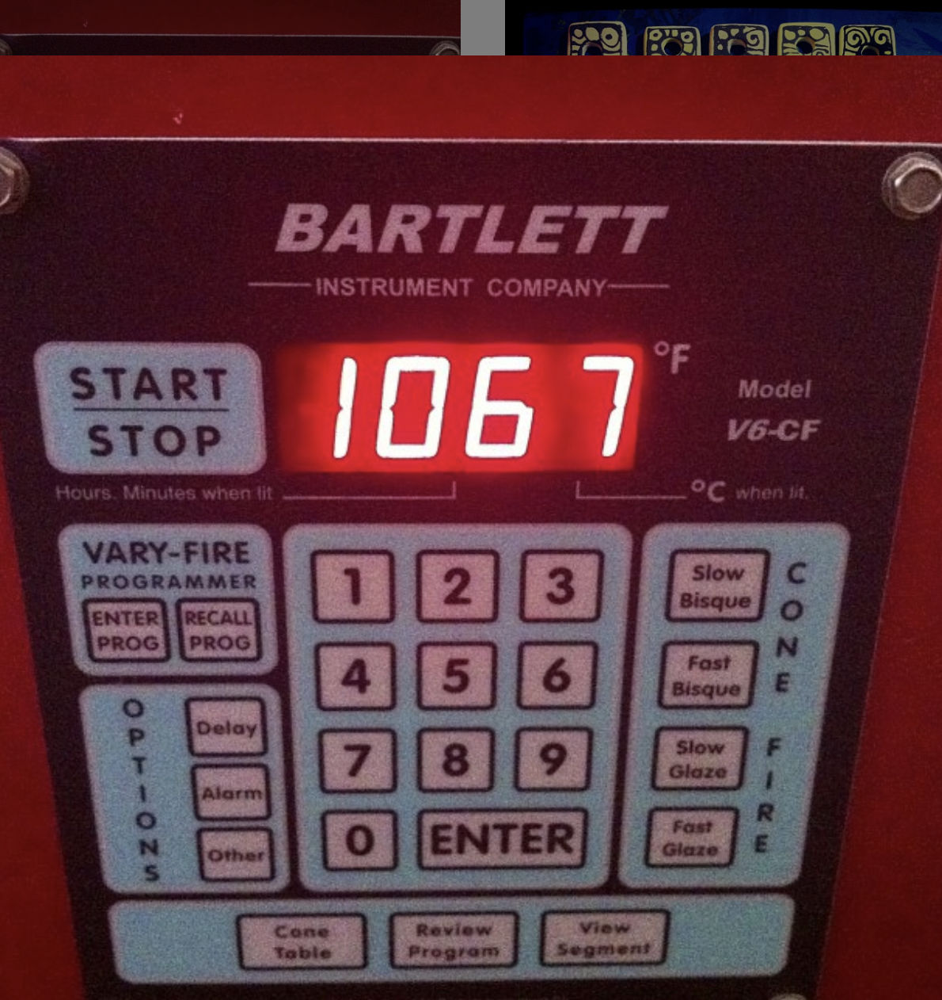 BARTLETT
INSTRUMENT COMPANY
1067
°F
START
STOP
Model
V6-CF
Hours. Minutes when lit
°C when lit.
VARY-FIRE
PROGRAMMER
ENTER
PROG
RECALL
PROG
OPTIONS
Delay
Alarm
Other
1 2 3
4 5 6
7 8 9
0 ENTER
Slow
Bisque
Fast
Bisque
Slow
Glaze
Fast
Glaze
CONE
FIRE
Cone
Table
Review
Program
View
Segment